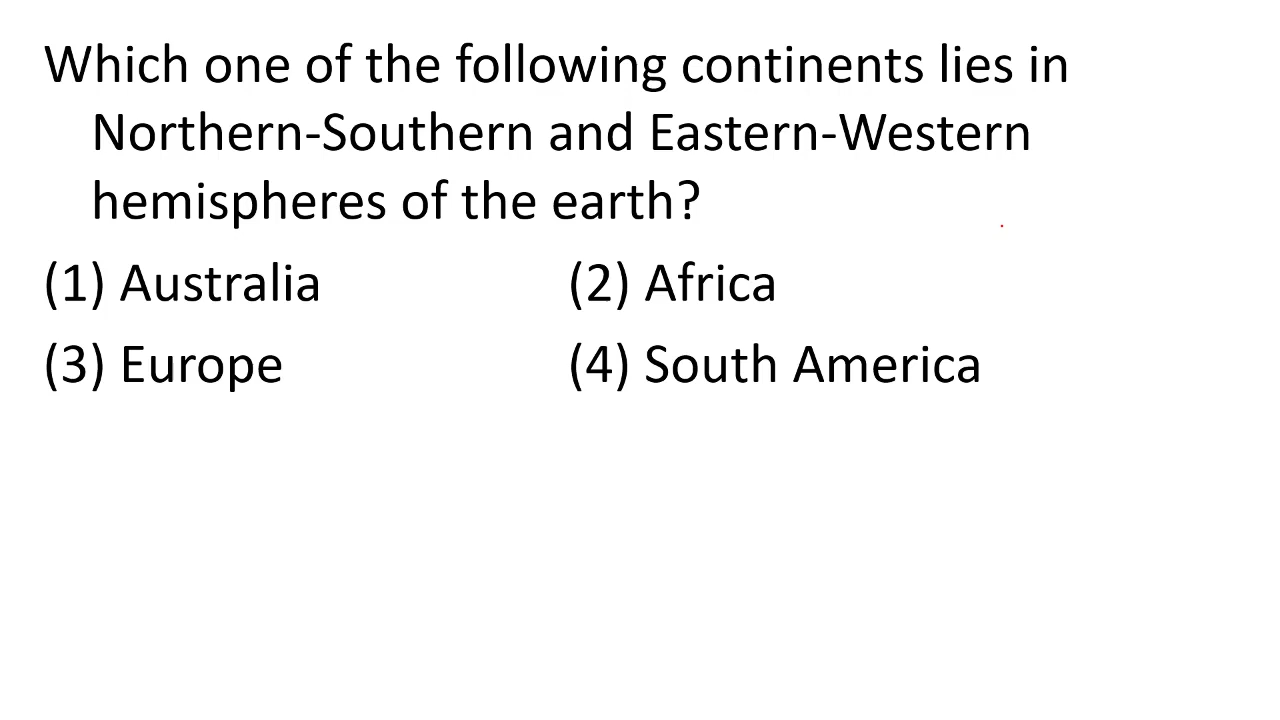 Which one of the following continents lies in
Northern-Southern and Eastern-Western
hemispheres of the earth?
(1) Australia (2) Africa
(3) Europe (4) South America